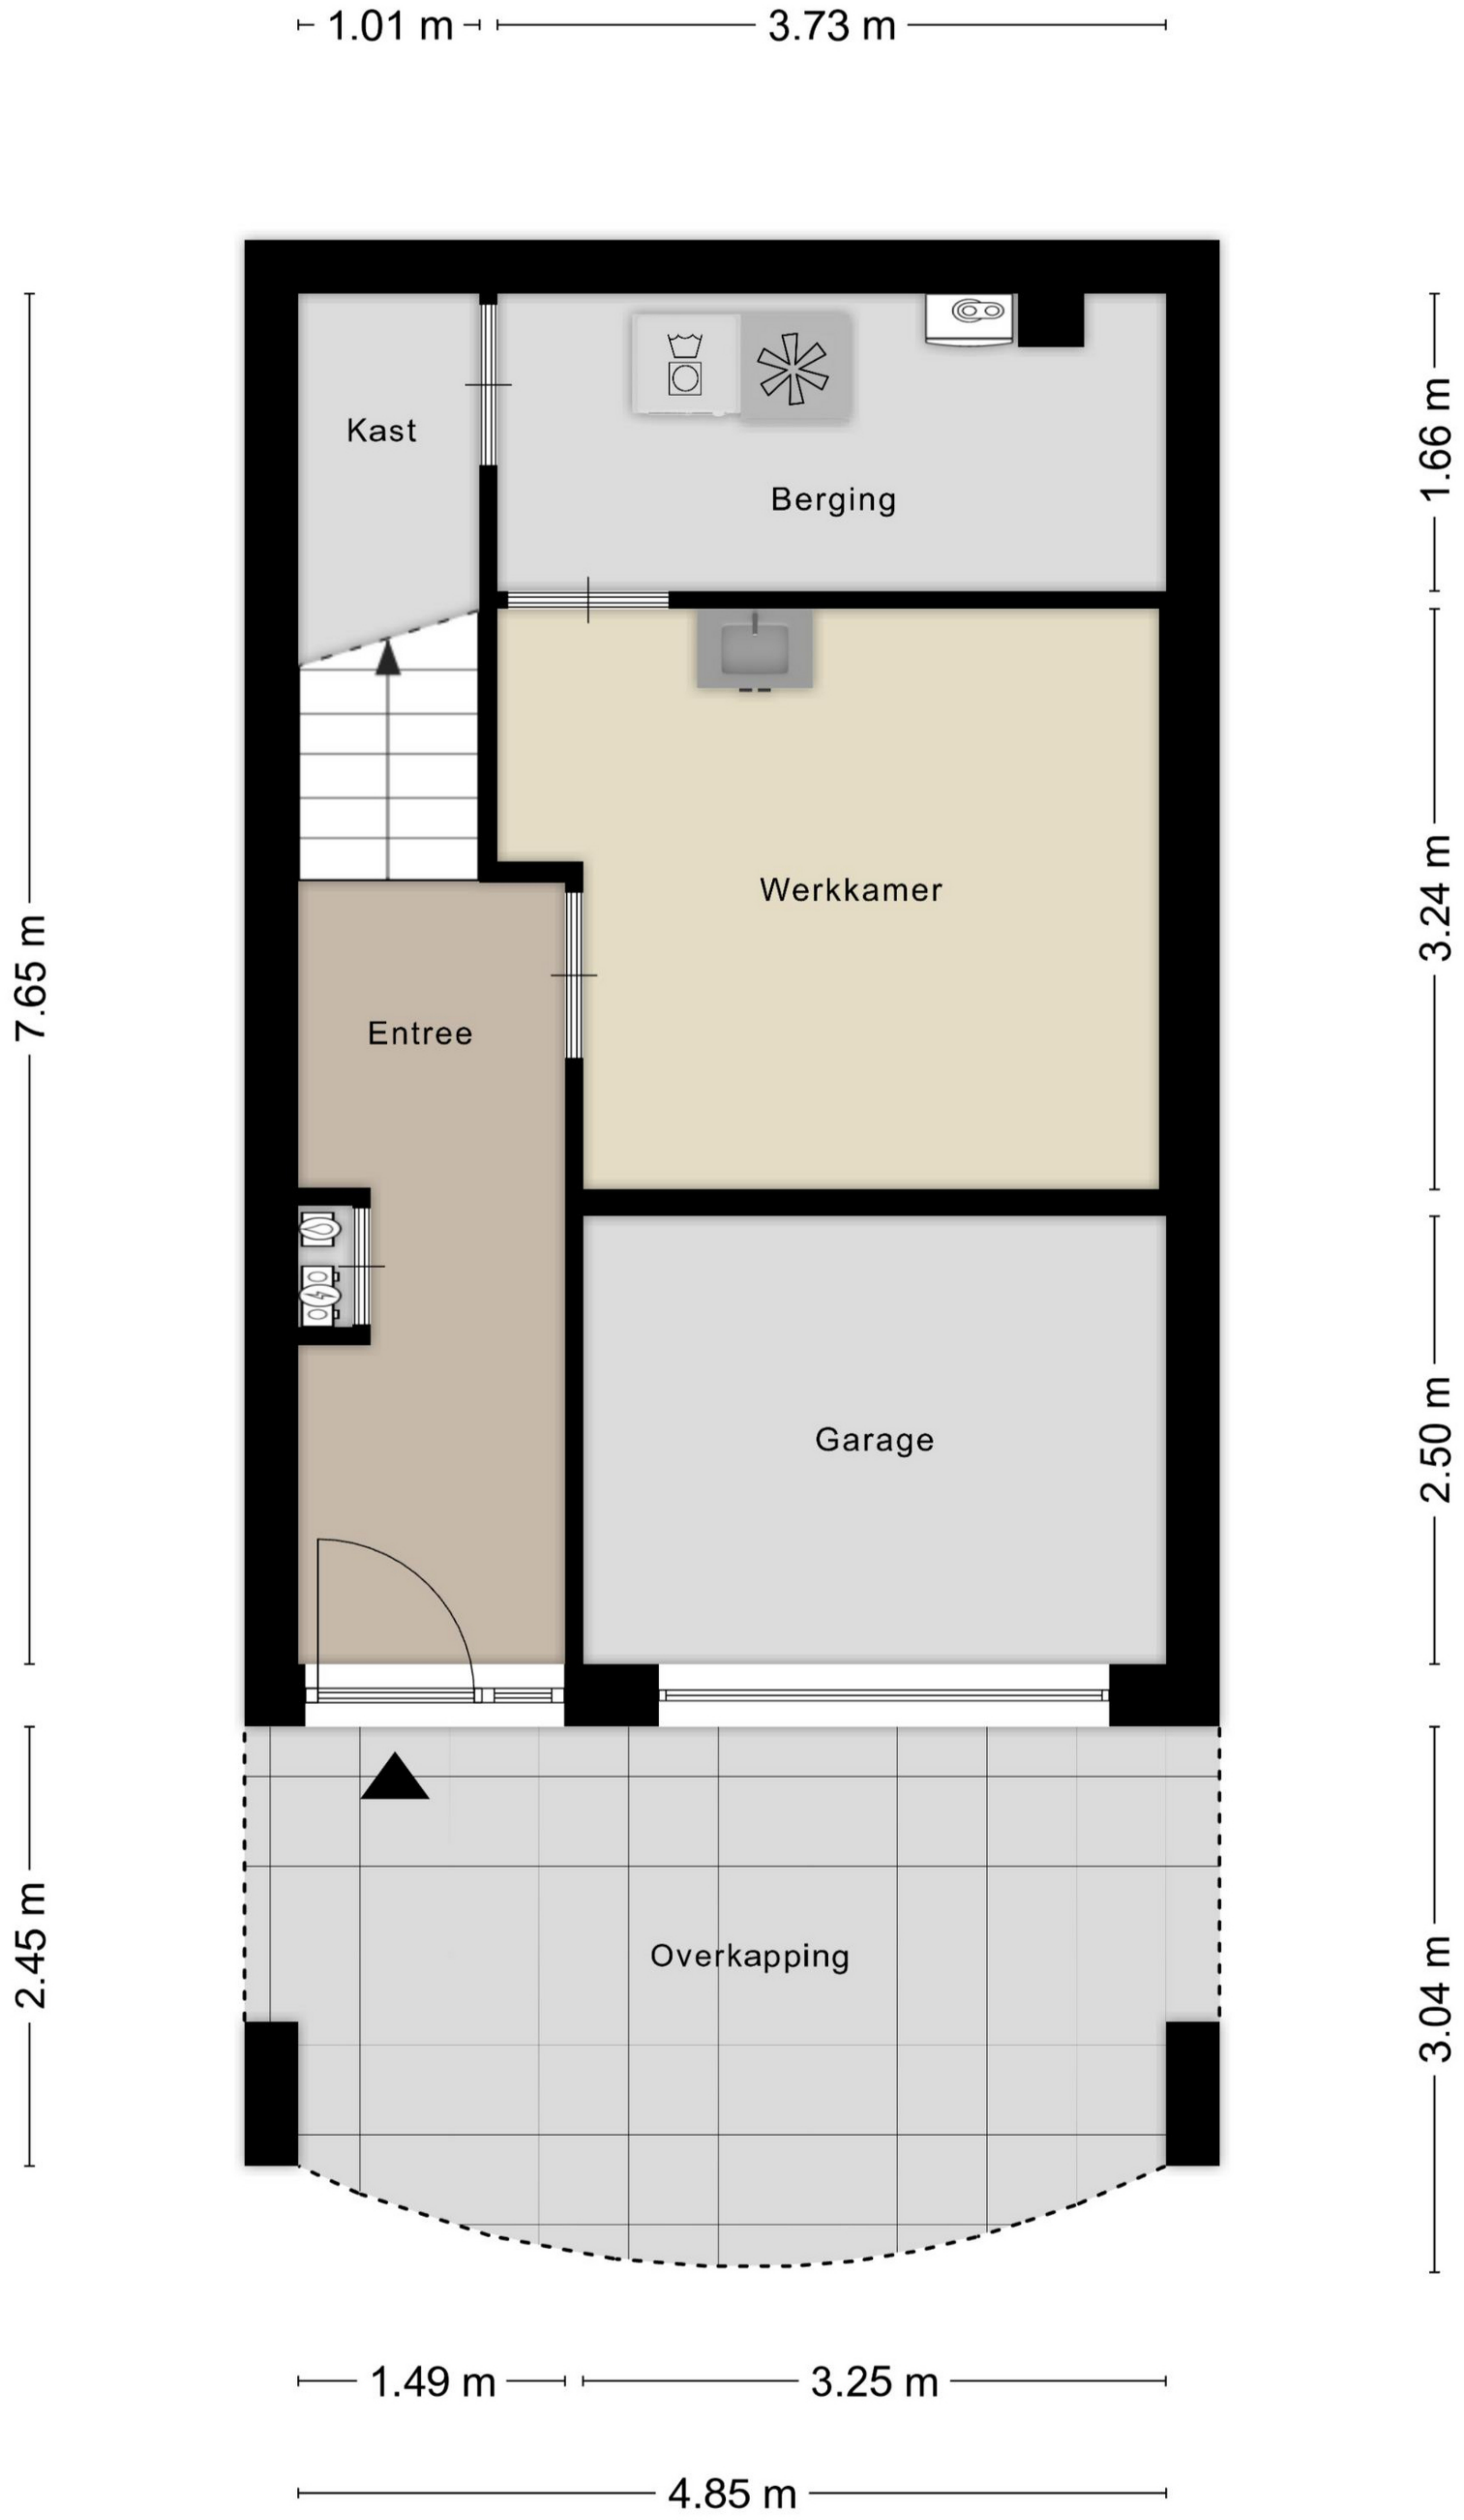 1.01 m
3.73 m
Kast
1.66 m
Berging
Werkkamer
3.24 m
7.65 m
Entree
Garage
2.50 m
Overkapping
2.45 m
3.04 m
1.49 m
3.25 m
4.85 m